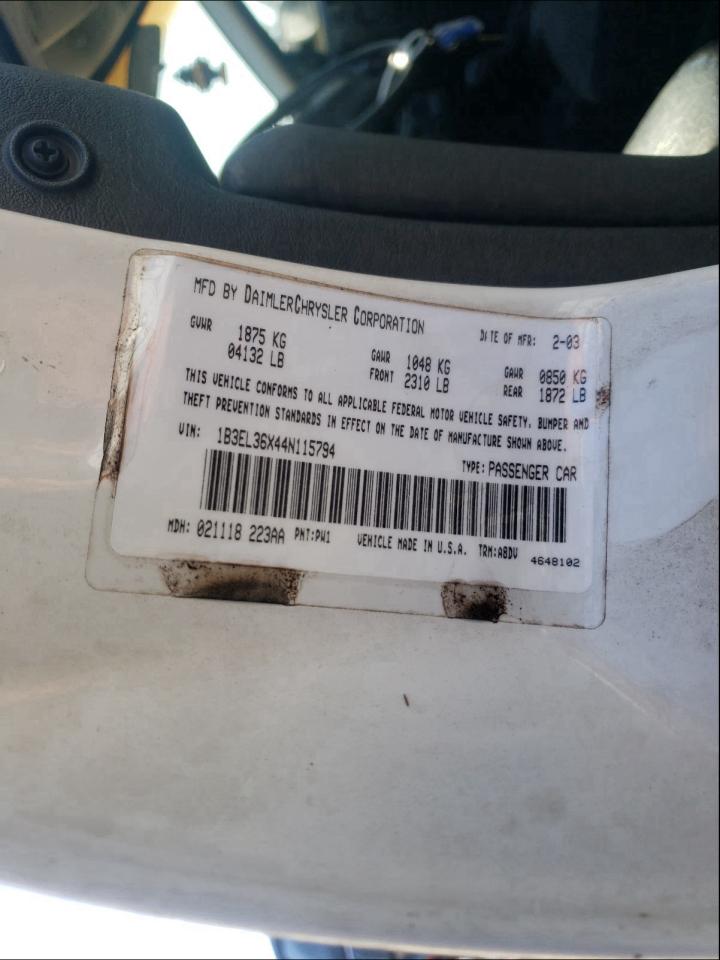 MFD BY DAIMLERCHRYSLER CORPORATION DATE OF MFR: 2-03
GVWR 1875 KG GAWR 1048 KG GAWR 0850 KG
04132 LB FRONT 2310 LB REAR 1872 LB
THIS VEHICLE CONFORMS TO ALL APPLICABLE FEDERAL MOTOR VEHICLE SAFETY, BUMPER AND
THEFT PREVENTION STANDARDS IN EFFECT ON THE DATE OF MANUFACTURE SHOWN ABOVE.
VIN: 1B3EL36X44N115794 TYPE: PASSENGER CAR
MDH: 021118 223AA PNT: PW1 VEHICLE MADE IN U.S.A. TRM: A8DV 4648102